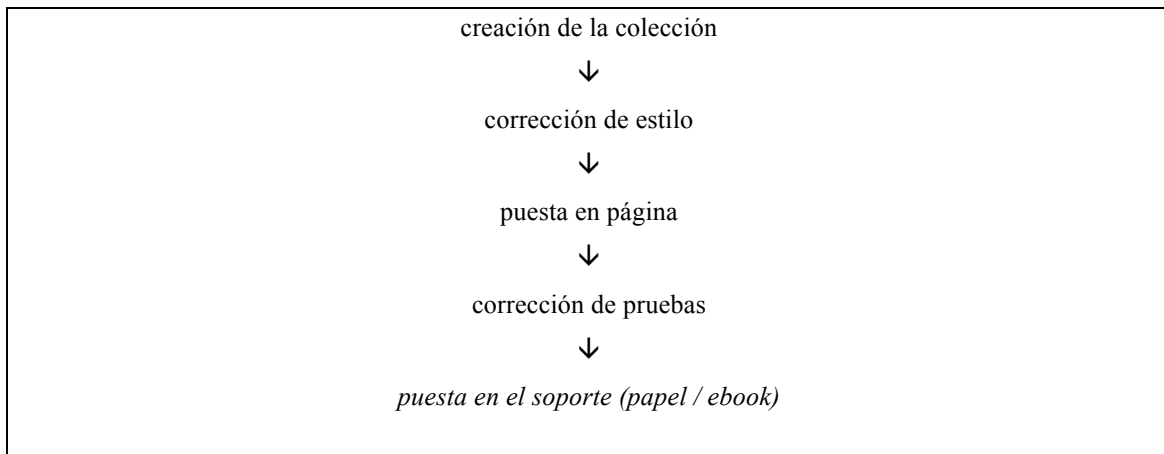 creación de la colección
↓
corrección de estilo
↓
puesta en página
↓
corrección de pruebas
↓
puesta en el soporte (papel / ebook)